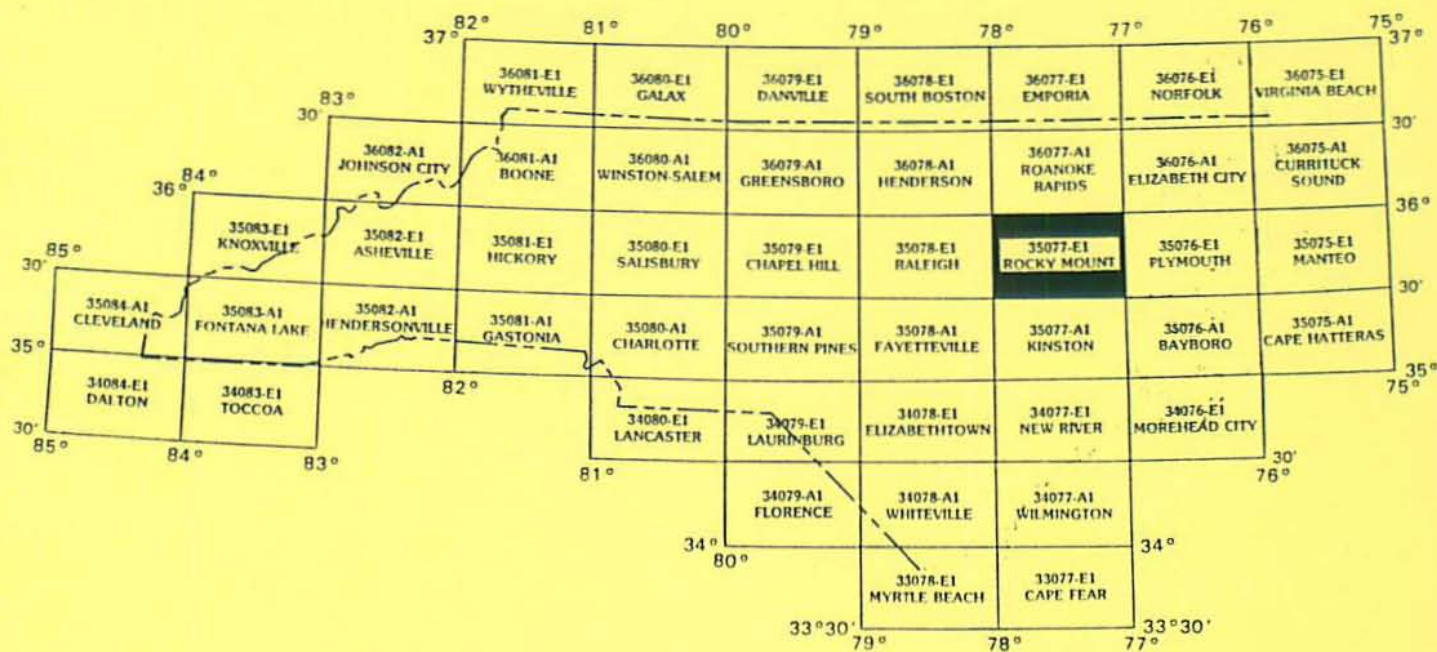 82° 81° 80° 79° 78° 77° 76° 75°
37° 37°
36081-E1 36080-E1 36079-E1 36078-E1 36077-E1 36076-E1 36075-E1
WYTHEVILLE GALAX DANVILLE SOUTH BOSTON EMPORIA NORFOLK VIRGINIA BEACH
83°
30' 30'
36082-A1 36081-A1 36080-A1 36079-A1 36078-A1 36077-A1 36076-A1 36075-A1
JOHNSON CITY BOONE WINSTON-SALEM GREENSBORO HENDERSON ROANOKE RAPIDS ELIZABETH CITY CURRITUCK SOUND
84°
36° 36°
35083-E1 35082-E1 35081-E1 35080-E1 35079-E1 35078-E1 35077-E1 35076-E1 35075-E1
KNOXVILLE ASHEVILLE HICKORY SALISBURY CHAPEL HILL RALEIGH ROCKY MOUNT PLYMOUTH MANTEO
85°
30' 30'
35084-A1 35083-A1 35082-A1 35081-A1 35080-A1 35079-A1 35078-A1 35077-A1 35076-A1 35075-A1
CLEVELAND FONTANA LAKE HENDERSONVILLE GASTONIA CHARLOTTE SOUTHERN PINES FAYETTEVILLE KINSTON BAYBORO CAPE HATTERAS
35° 82° 35°
75°
34084-E1 34083-E1 34080-E1 34079-E1 34078-E1 34077-E1 34076-E1
DALTON TOCCOA LANCASTER LAURINBURG ELIZABETHTOWN NEW RIVER MOREHEAD CITY
30' 30'
85° 84° 83° 81° 76°
34079-A1 34078-A1 34077-A1
FLORENCE WHITEVILLE WILMINGTON
34° 34°
80°
33078-E1 33077-E1
MYRTLE BEACH CAPE FEAR
33°30' 33°30'
79° 78° 77°